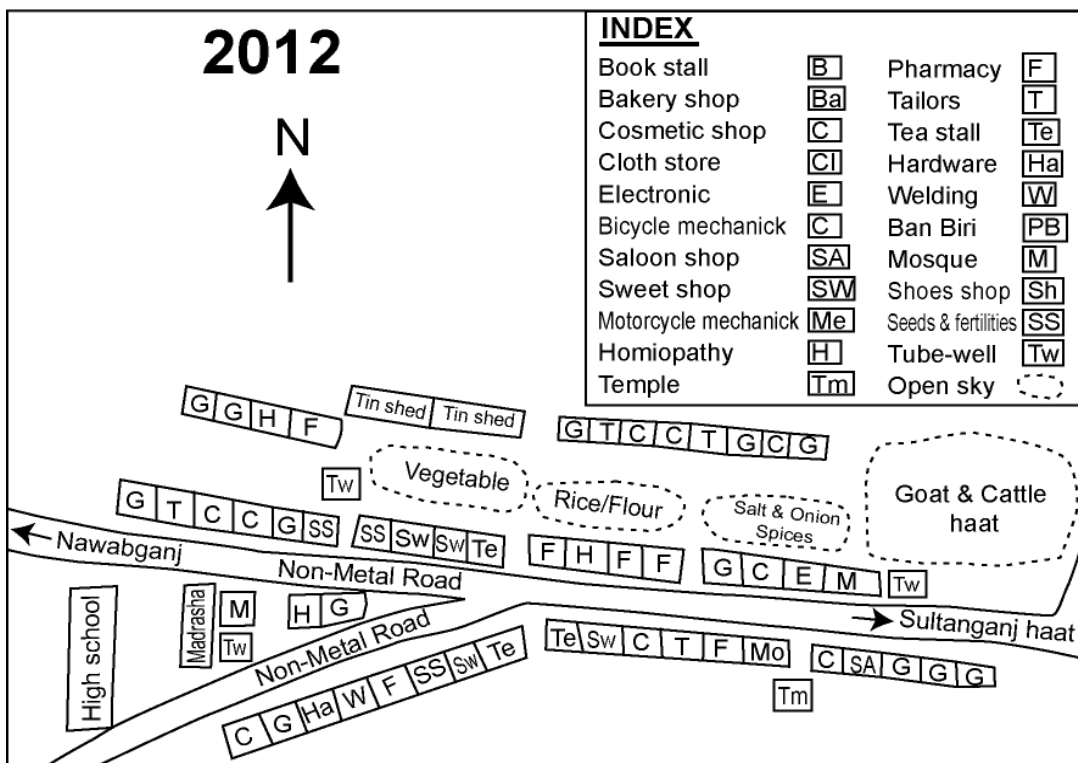 2012
N
INDEX
Book stall B
Bakery shop Ba
Cosmetic shop C
Cloth store Cl
Electronic E
Bicycle mechanick C
Saloon shop SA
Sweet shop SW
Motorcycle mechanick Me
Homiopathy H
Temple Tm
Pharmacy F
Tailors T
Tea stall Te
Hardware Ha
Welding W
Ban Biri PB
Mosque M
Shoes shop Sh
Seeds & fertilities SS
Tube-well Tw
Open sky
G G H F
Tin shed Tin shed
G T C C T G C G
Tw
Vegetable
Rice/Flour
Salt & Onion
Spices
Goat & Cattle
haat
G T C C G SS
SS Sw Sw Te
F H F F
G C E M
Tw
Nawabganj
Non-Metal Road
Sultanganj haat
High school
Madrasha
M
Tw
H G
Non-Metal Road
Te Sw C T F Mo
C SA G G G
Tm
C G Ha W F SS Sw Te